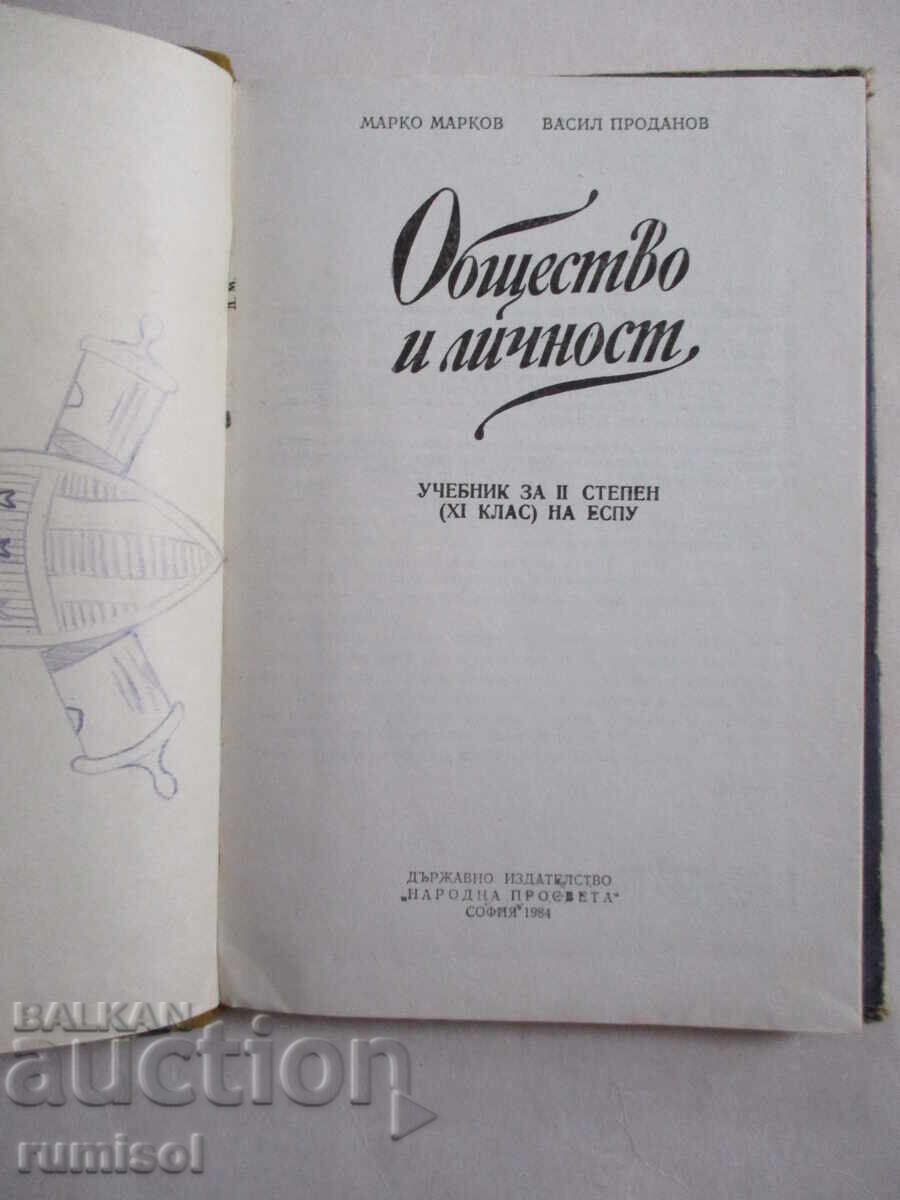 МАРКО МАРКОВ ВАСИЛ ПРОДАНОВ
Общество
и личност
УЧЕБНИК ЗА II СТЕПЕН
(XI КЛАС) НА ЕСПУ
ДЪРЖАВНО ИЗДАТЕЛСТВО
„НАРОДНА ПРОСВЕТА"
СОФИЯ 1984
BALKAN
auction
rumisol